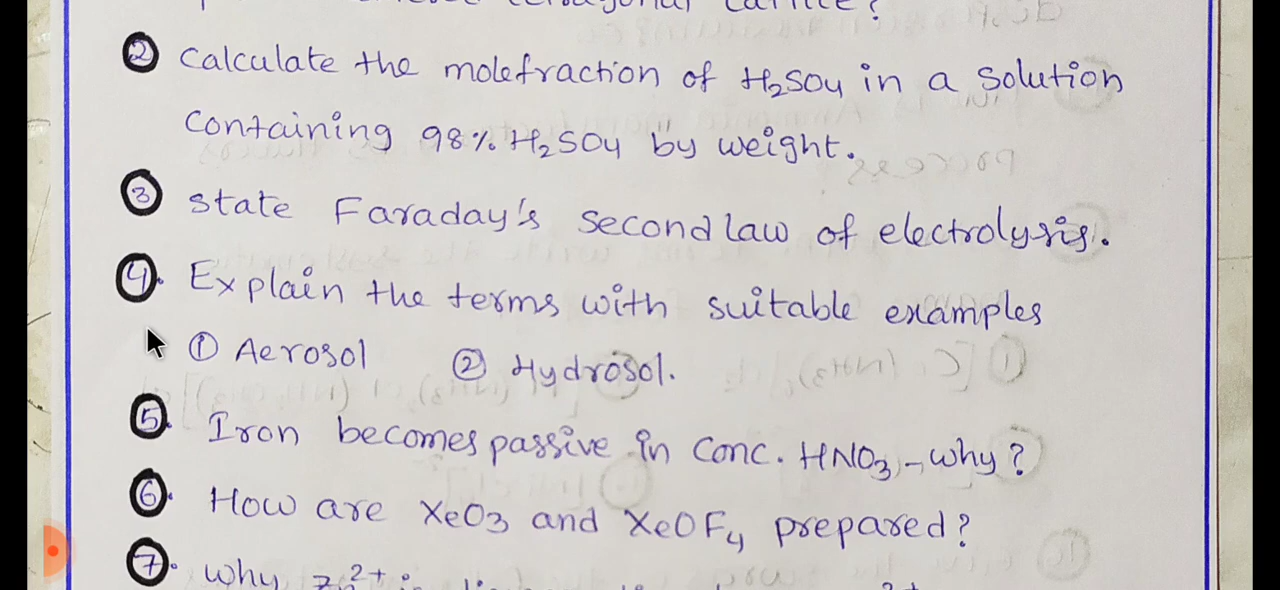 lattice?
② Calculate the molefraction of H₂SO₄ in a solution
Containing 98% H₂SO₄ by weight.
③ state Faraday's second law of electrolysis.
④. Explain the terms with suitable examples
① Aerosol ② Hydrosol.
⑤. Iron becomes passive in conc. HNO₃ - why?
⑥. How are XeO₃ and XeOF₄ prepared?
⑦. why Zn²⁺